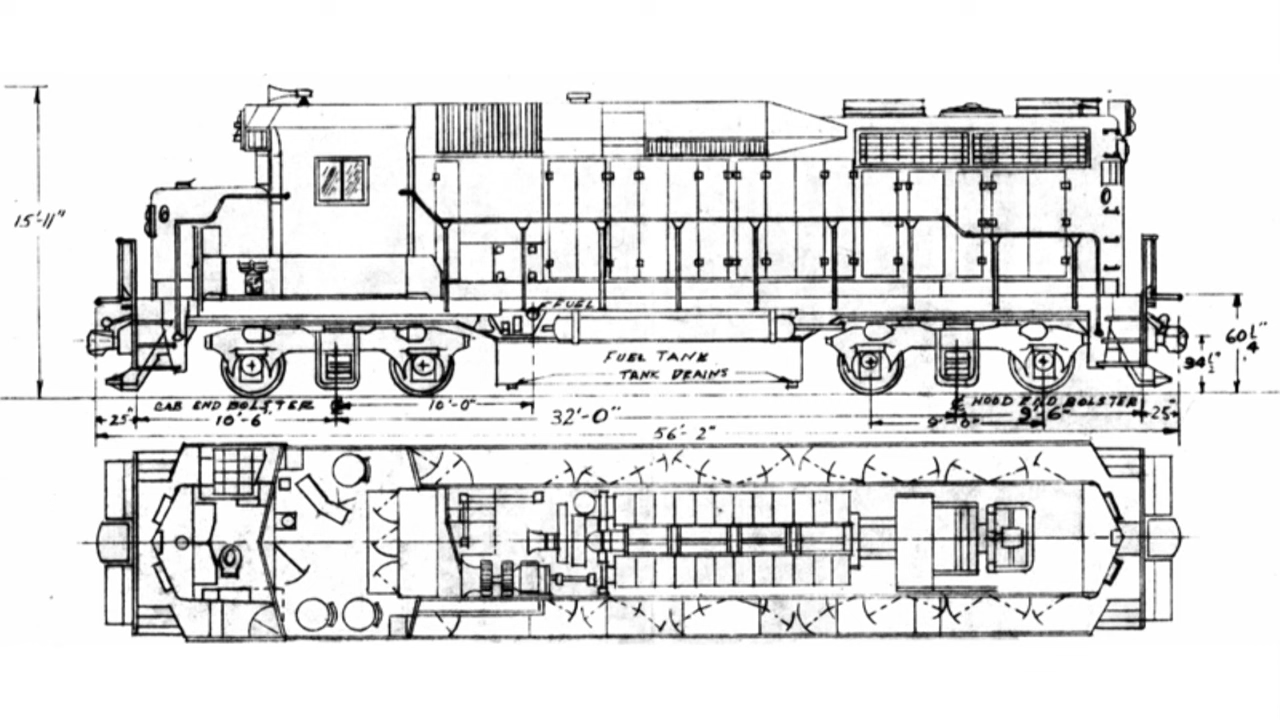 15'-11"
FUEL
FUEL TANK
TANK DRAINS
60 1/4"
34 1/2"
CAB END BOLSTER
10'-0"
HOOD END BOLSTER
25"
10'-6"
32'-0"
9'-6"
25"
56'-2"